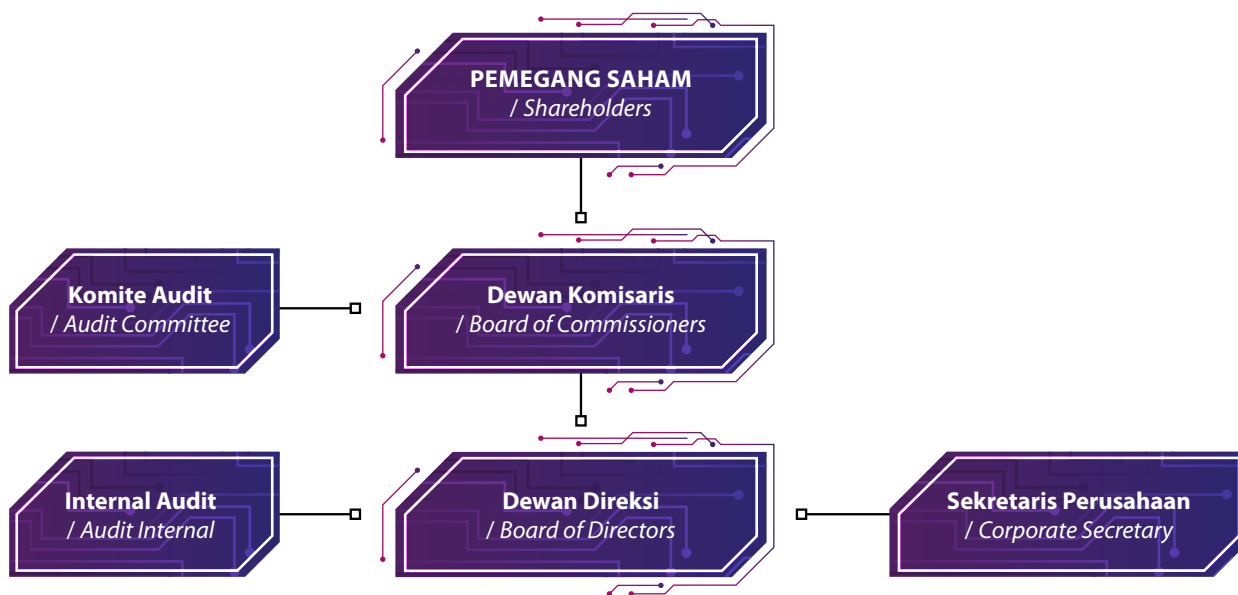 PEMEGANG SAHAM
/ Shareholders
Komite Audit
/ Audit Committee
Dewan Komisaris
/ Board of Commissioners
Internal Audit
/ Audit Internal
Dewan Direksi
/ Board of Directors
Sekretaris Perusahaan
/ Corporate Secretary